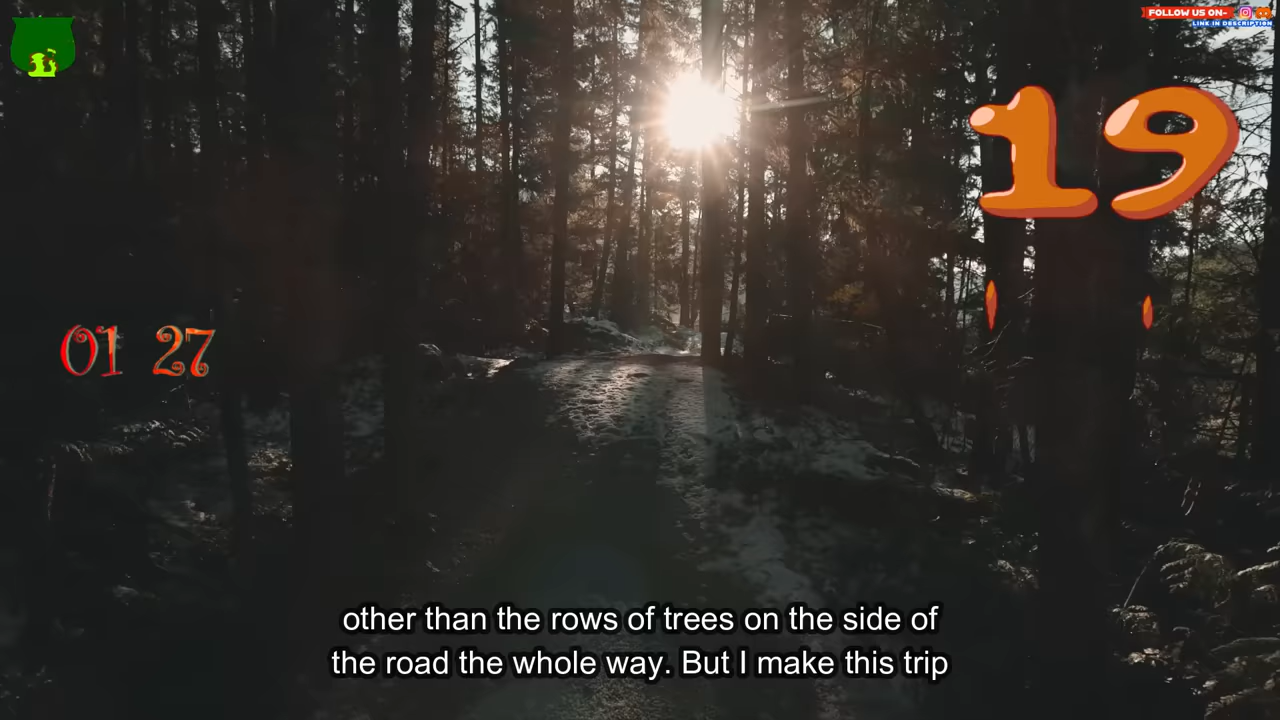 FOLLOW US ON-
LINK IN DESCRIPTION
19
01 27
other than the rows of trees on the side of
the road the whole way. But I make this trip